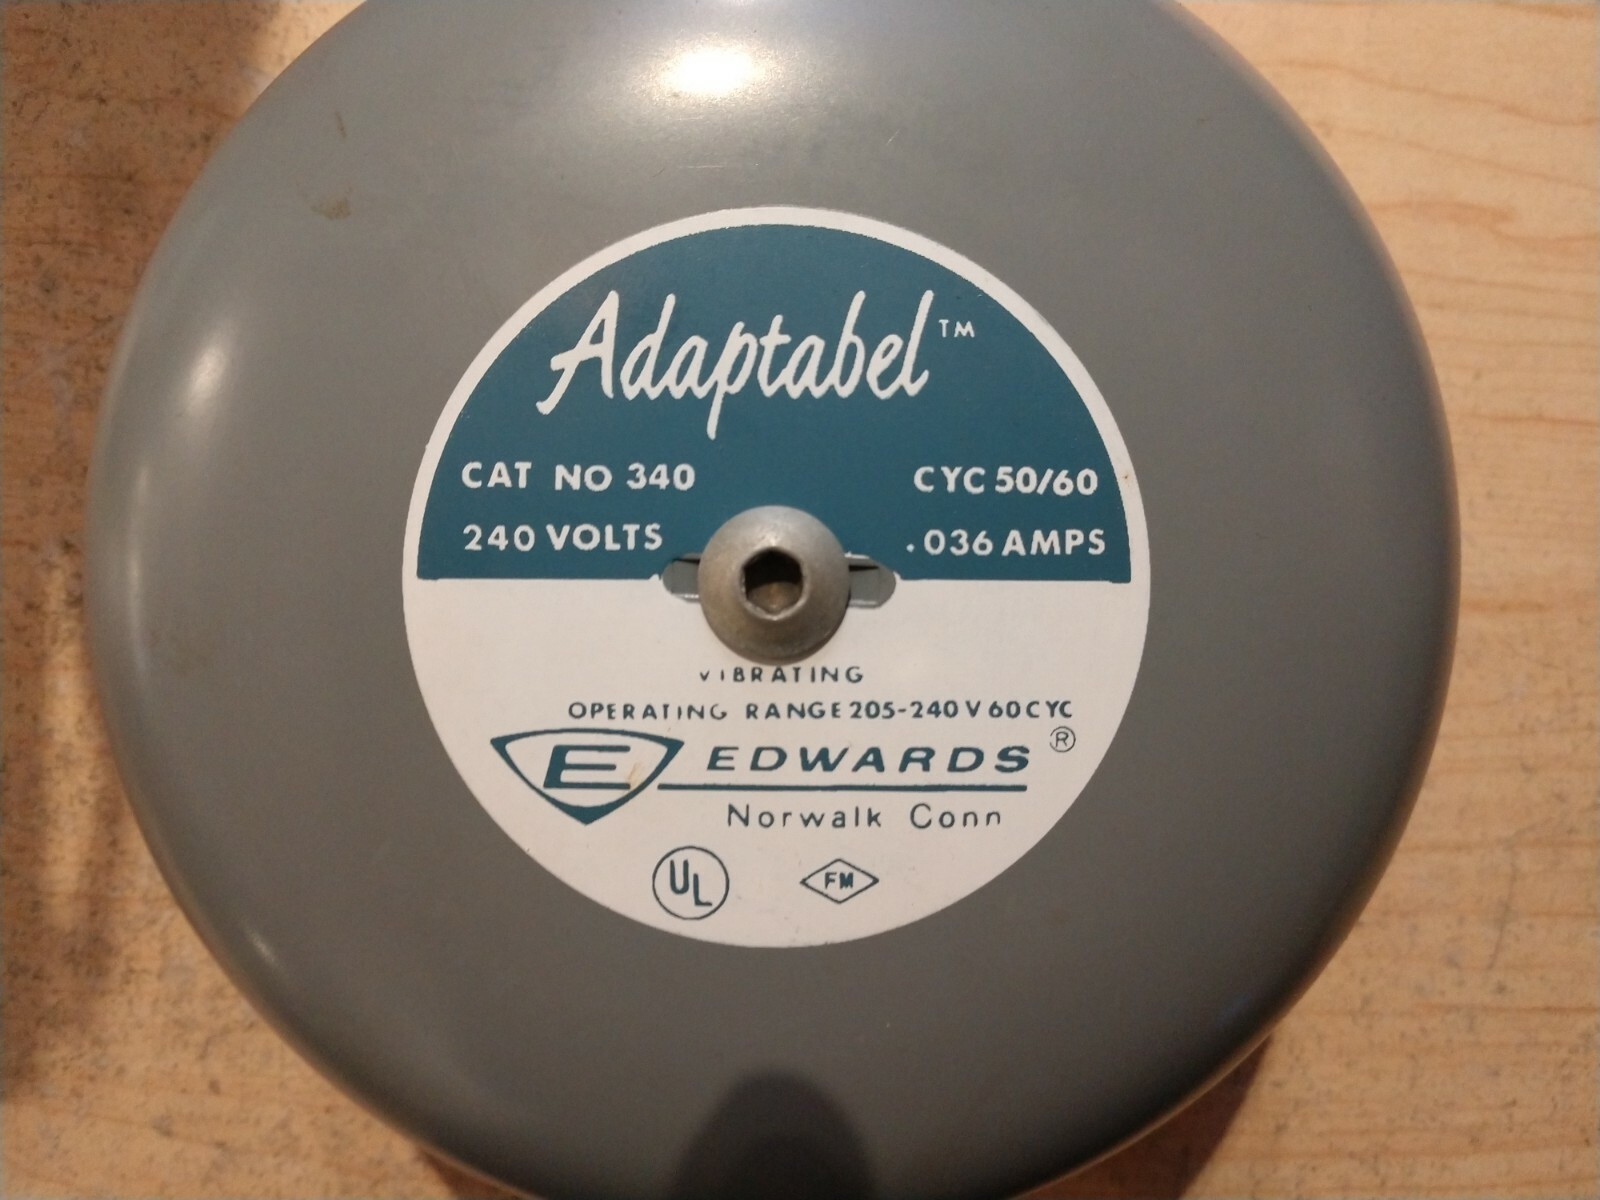 Adaptabel™
CAT NO 340 CYC 50/60
240 VOLTS .036 AMPS
VIBRATING
OPERATING RANGE 205-240 V 60 CYC
E EDWARDS ®
Norwalk Conn
UL FM